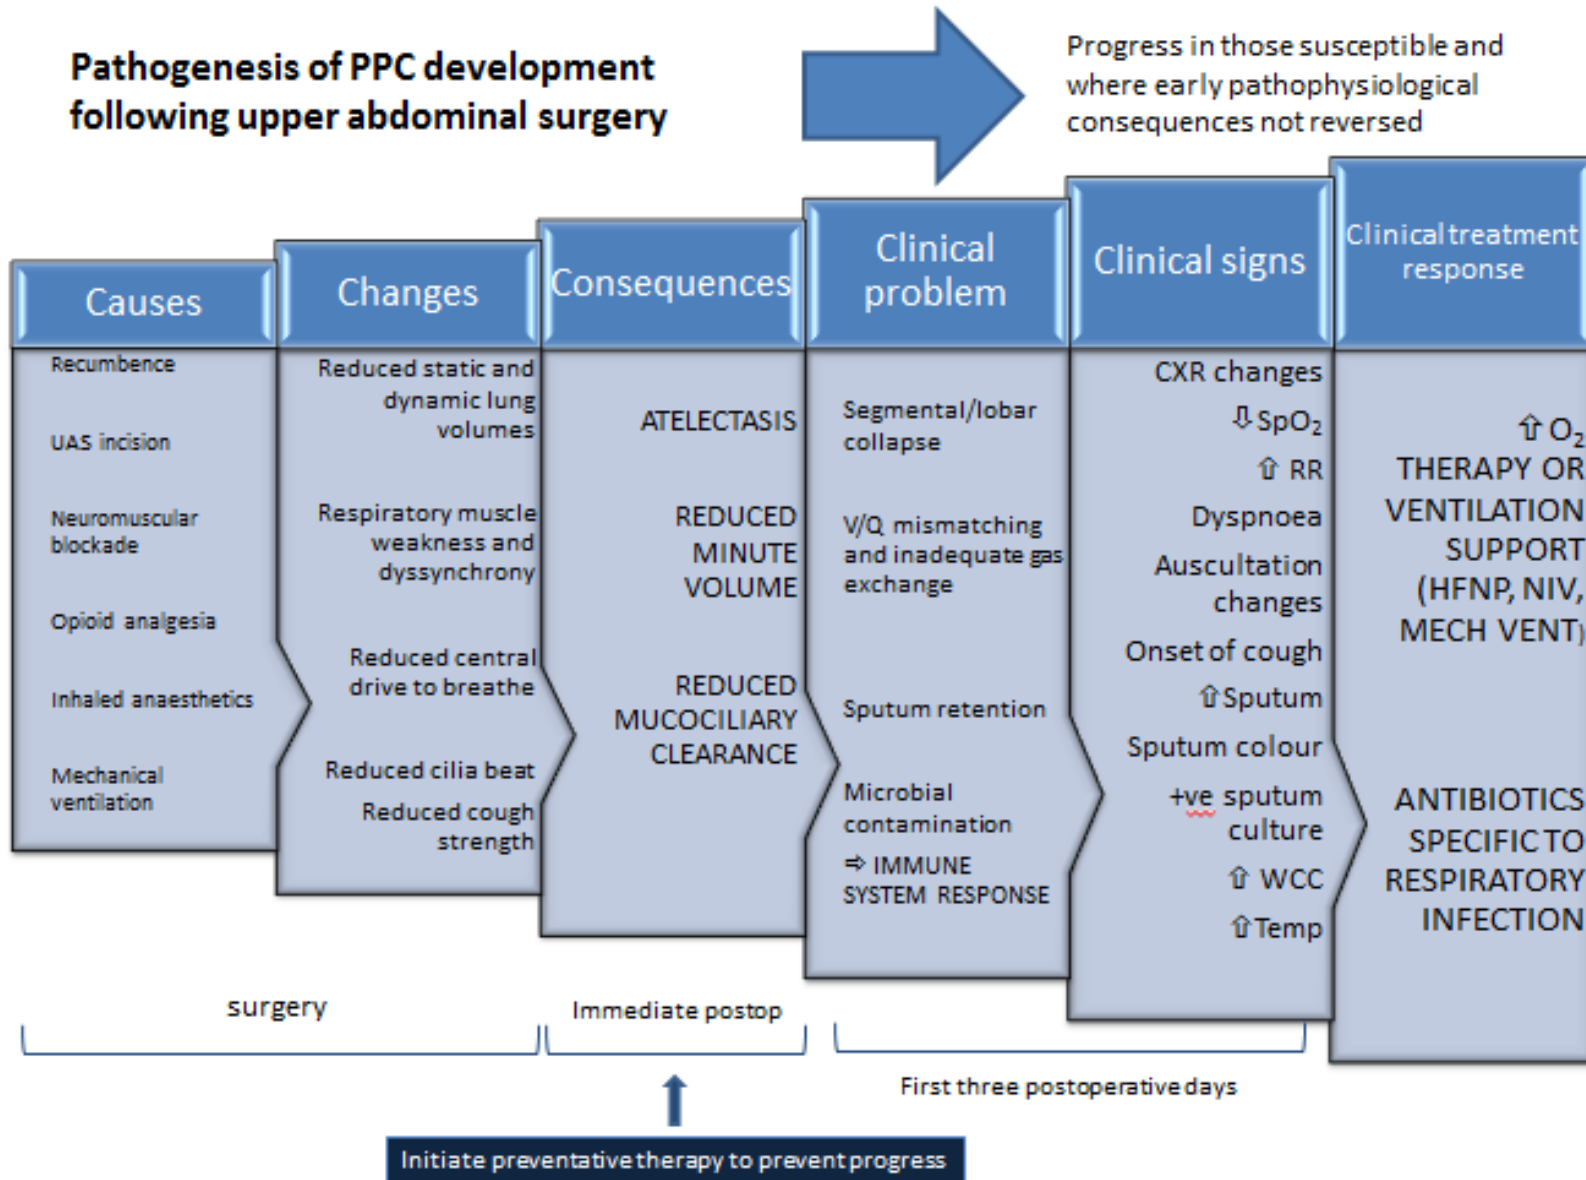 Pathogenesis of PPC development
following upper abdominal surgery
Progress in those susceptible and
where early pathophysiological
consequences not reversed
Causes
Recumbence
UAS incision
Neuromuscular
blockade
Opioid analgesia
Inhaled anaesthetics
Mechanical
ventilation
Changes
Reduced static and
dynamic lung
volumes
Respiratory muscle
weakness and
dyssynchrony
Reduced central
drive to breathe
Reduced cilia beat
Reduced cough
strength
Consequences
ATELECTASIS
REDUCED
MINUTE
VOLUME
REDUCED
MUCOCILIARY
CLEARANCE
Clinical
problem
Segmental/lobar
collapse
V/Q mismatching
and inadequate gas
exchange
Sputum retention
Microbial
contamination
⇨ IMMUNE
SYSTEM RESPONSE
Clinical signs
CXR changes
⇩ SpO₂
⇧ RR
Dyspnoea
Auscultation
changes
Onset of cough
⇧ Sputum
Sputum colour
+ve sputum
culture
⇧ WCC
⇧ Temp
Clinical treatment
response
⇧ O₂
THERAPY OR
VENTILATION
SUPPORT
(HFNP, NIV,
MECH VENT)
ANTIBIOTICS
SPECIFIC TO
RESPIRATORY
INFECTION
surgery
Immediate postop
First three postoperative days
Initiate preventative therapy to prevent progress